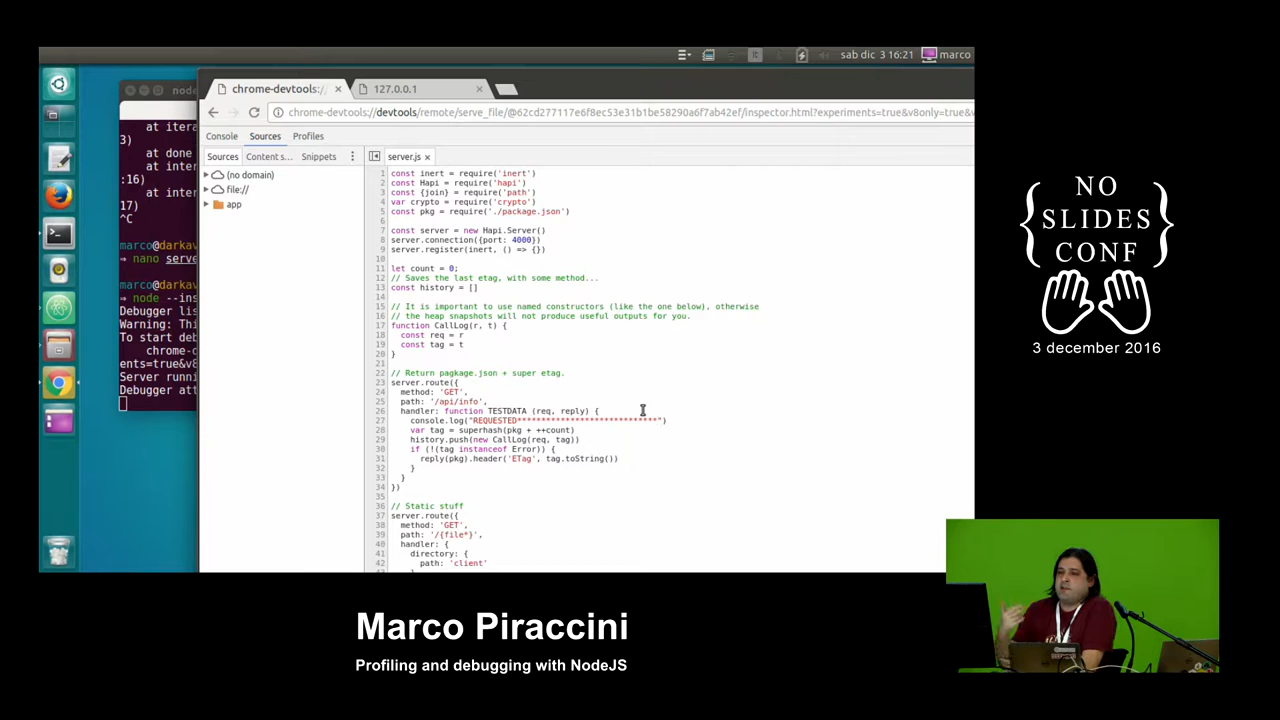 sab dic 3 16:21 marco
node
chrome-devtools:/ × 127.0.0.1 ×
chrome-devtools://devtools/remote/serve_file/@62cd277117e6f8ec53e31b1be58290a6f7ab42ef/inspector.html?experiments=true&v8only=true&
Console Sources Profiles
Sources Content s... Snippets
server.js ×
(no domain)
file://
app
at itera
3)
at done
at inter
:16)
at inter
17)
^C
marco@darkav
⇒ nano serve
marco@darkav
⇒ node --ins
Debugger lis
Warning: Thi
To start deb
chrome-d
ents=true&v8
Server runni
Debugger att
1 const inert = require('inert')
2 const Hapi = require('hapi')
3 const {join} = require('path')
4 var crypto = require('crypto')
5 const pkg = require('./package.json')
6
7 const server = new Hapi.Server()
8 server.connection({port: 4000})
9 server.register(inert, () => {})
10
11 let count = 0;
12 // Saves the last etag, with some method...
13 const history = []
14
15 // It is important to use named constructors (like the one below), otherwise
16 // the heap snapshots will not produce useful outputs for you.
17 function CallLog(r, t) {
18 const req = r
19 const tag = t
20 }
21
22 // Return pagkage.json + super etag.
23 server.route({
24 method: 'GET',
25 path: '/api/info',
26 handler: function TESTDATA (req, reply) {
27 console.log("REQUESTED****************************")
28 var tag = superhash(pkg + ++count)
29 history.push(new CallLog(req, tag))
30 if (!(tag instanceof Error)) {
31 reply(pkg).header('ETag', tag.toString())
32 }
33 }
34 })
35
36 // Static stuff
37 server.route({
38 method: 'GET',
39 path: '/{file*}',
40 handler: {
41 directory: {
42 path: 'client'
NO
SLIDES
CONF
3 december 2016
Marco Piraccini
Profiling and debugging with NodeJS